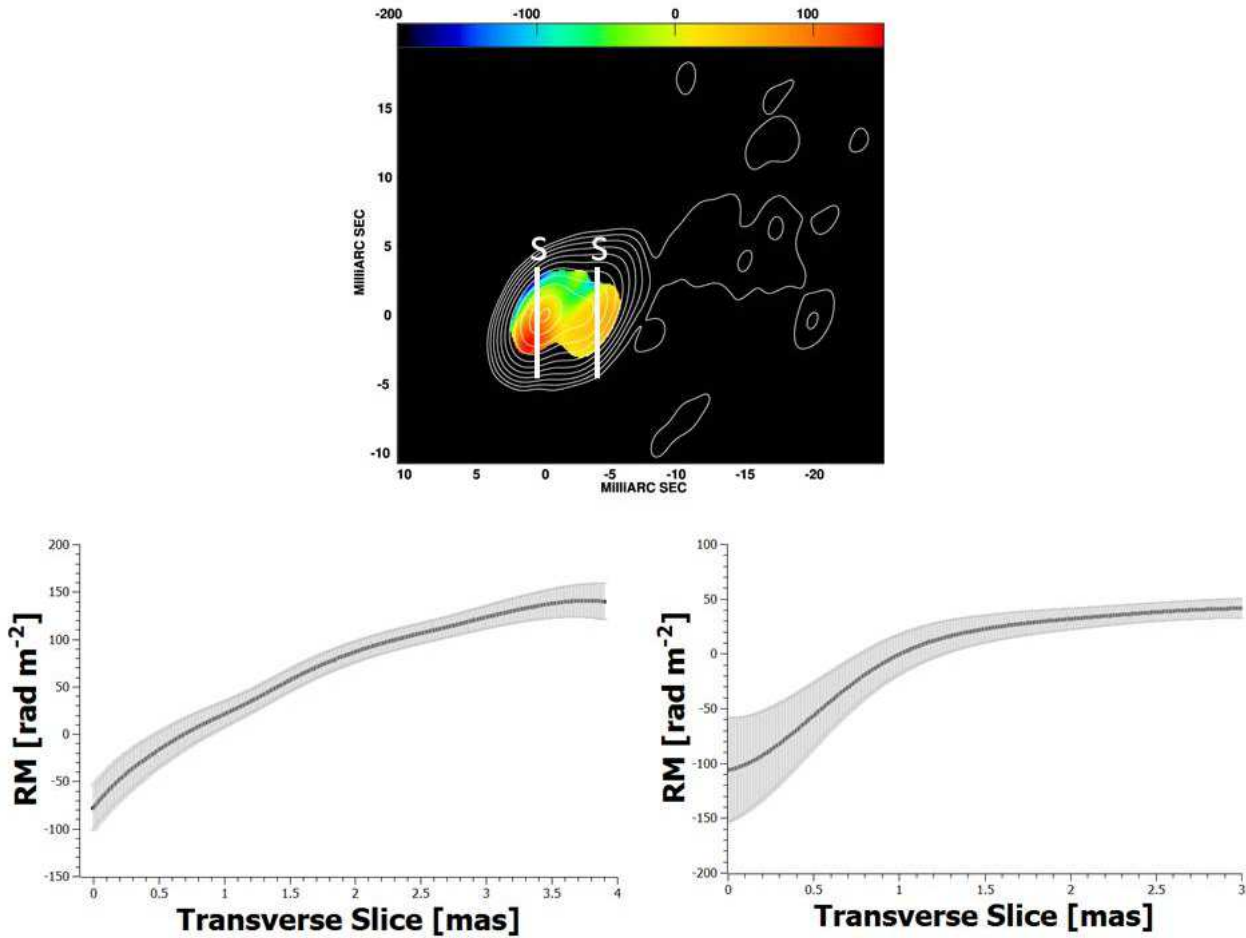 -200 -100 0 100
15
10
5
0
-5
-10
MilliARC SEC
S S
10 5 0 -5 -10 -15 -20
MilliARC SEC
200
150
100
50
0
-50
-100
-150
RM [rad m⁻²]
0 0.5 1 1.5 2 2.5 3 3.5 4
Transverse Slice [mas]
100
50
0
-50
-100
-150
-200
RM [rad m⁻²]
0 0.5 1 1.5 2 2.5 3
Transverse Slice [mas]